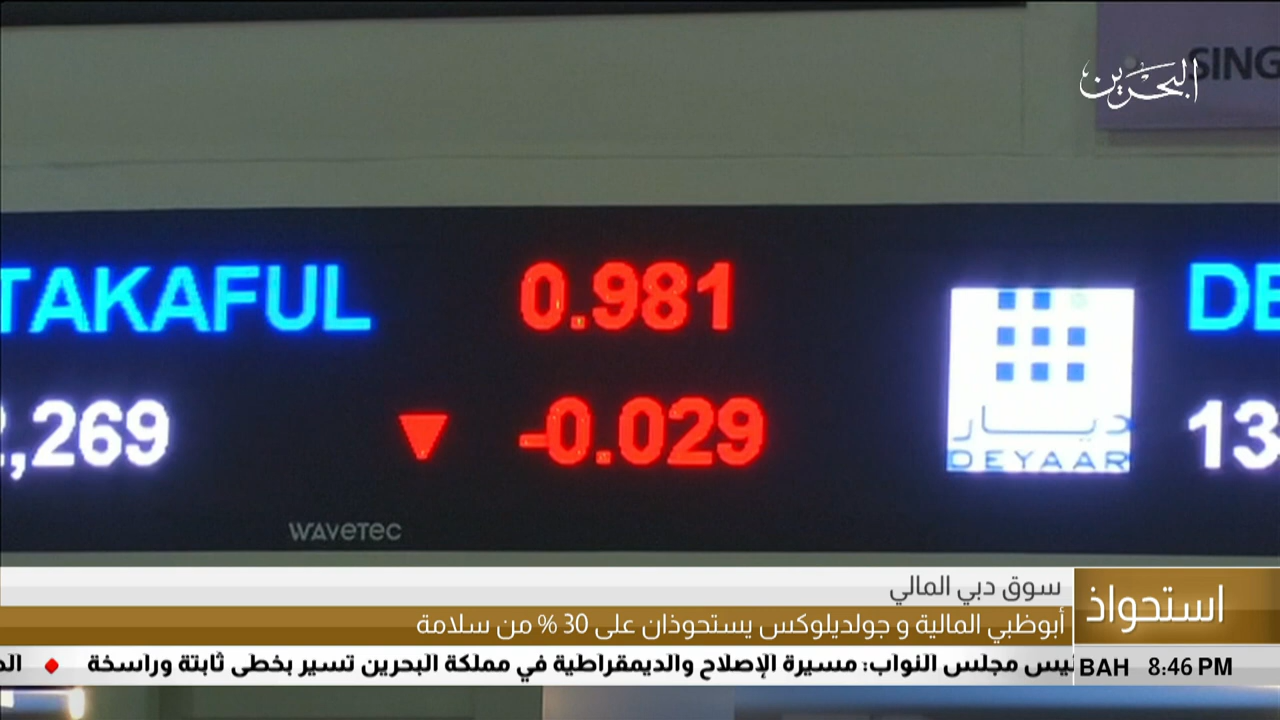 SING
البحرين
TAKAFUL
0.981
DE
,269
▼ -0.029
13
ديار
DEYAAR
WAVETEC
سوق دبي المالي
استحواذ
أبوظبي المالية و جولديلوكس يستحوذان على 30 % من سلامة
مجلس النواب: مسيرة الإصلاح والديمقراطية في مملكة البحرين تسير بخطى ثابتة وراسخة
BAH 8:46 PM